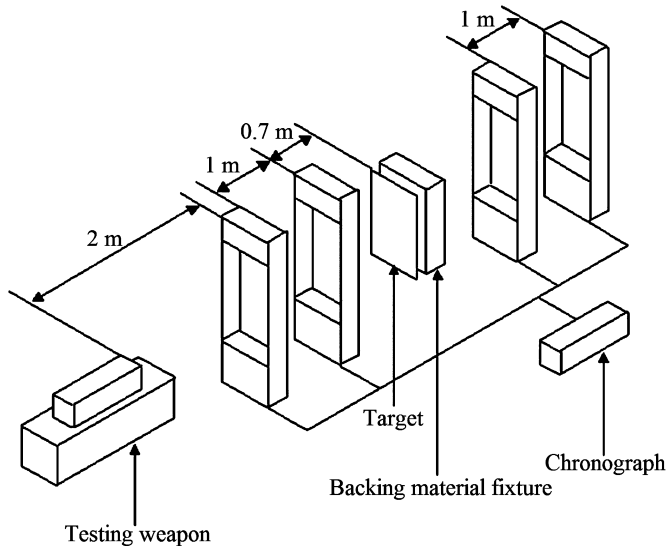 1 m
0.7 m
1 m
2 m
Target
Chronograph
Backing material fixture
Testing weapon